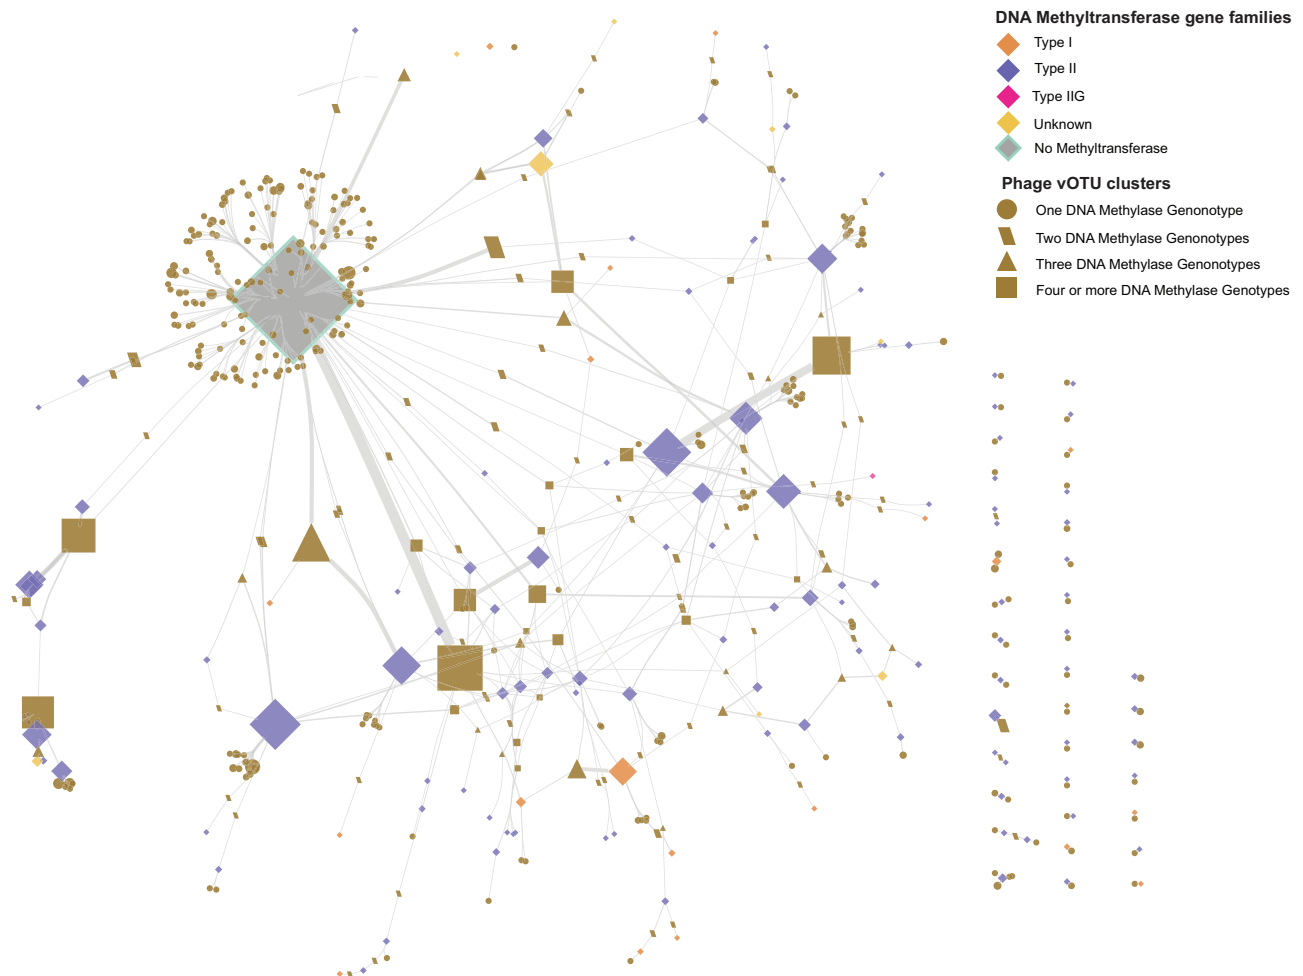 DNA Methyltransferase gene families
Type I
Type II
Type IIG
Unknown
No Methyltransferase
Phage vOTU clusters
One DNA Methylase Genonotype
Two DNA Methylase Genonotypes
Three DNA Methylase Genonotypes
Four or more DNA Methylase Genotypes